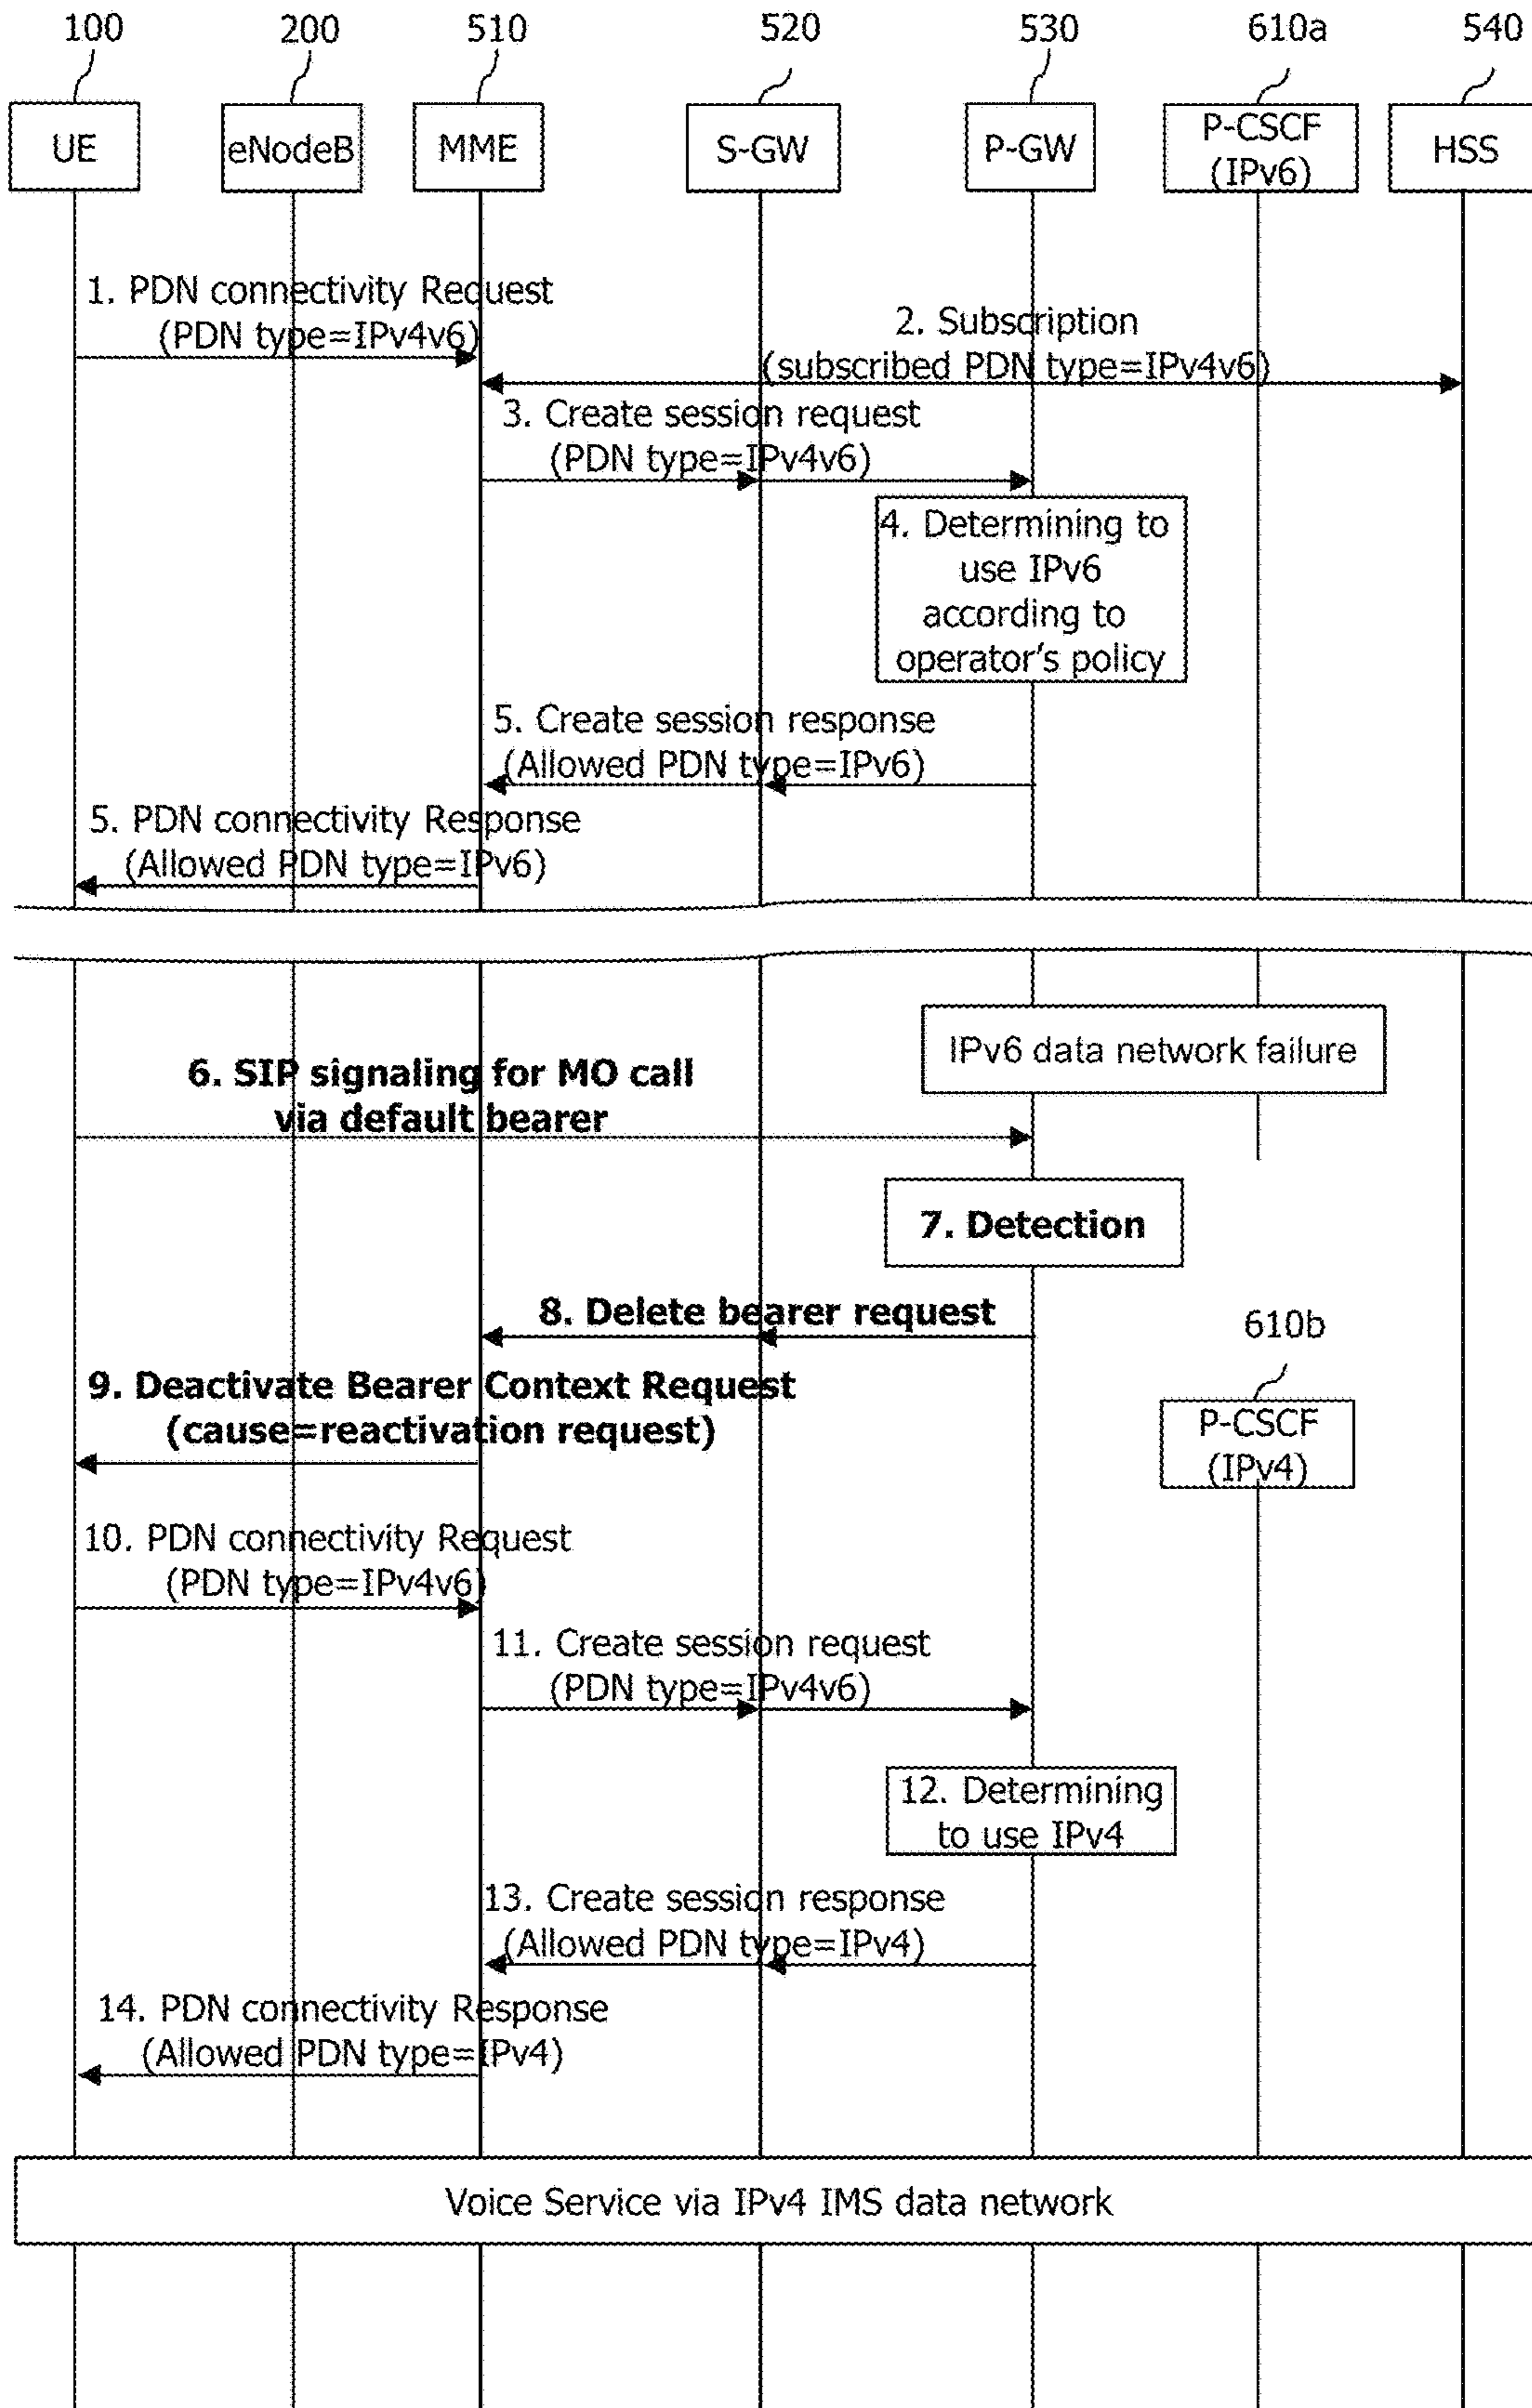 100
200
510
520
530
610a
540
UE
eNodeB
MME
S-GW
P-GW
P-CSCF
(IPv6)
HSS
1. PDN connectivity Request
(PDN type=IPv4v6)
2. Subscription
(subscribed PDN type=IPv4v6)
3. Create session request
(PDN type=IPv4v6)
4. Determining to
use IPv6
according to
operator's policy
5. Create session response
(Allowed PDN type=IPv6)
5. PDN connectivity Response
(Allowed PDN type=IPv6)
IPv6 data network failure
6. SIP signaling for MO call
via default bearer
7. Detection
8. Delete bearer request
610b
9. Deactivate Bearer Context Request
(cause=reactivation request)
P-CSCF
(IPv4)
10. PDN connectivity Request
(PDN type=IPv4v6)
11. Create session request
(PDN type=IPv4v6)
12. Determining
to use IPv4
13. Create session response
(Allowed PDN type=IPv4)
14. PDN connectivity Response
(Allowed PDN type=IPv4)
Voice Service via IPv4 IMS data network